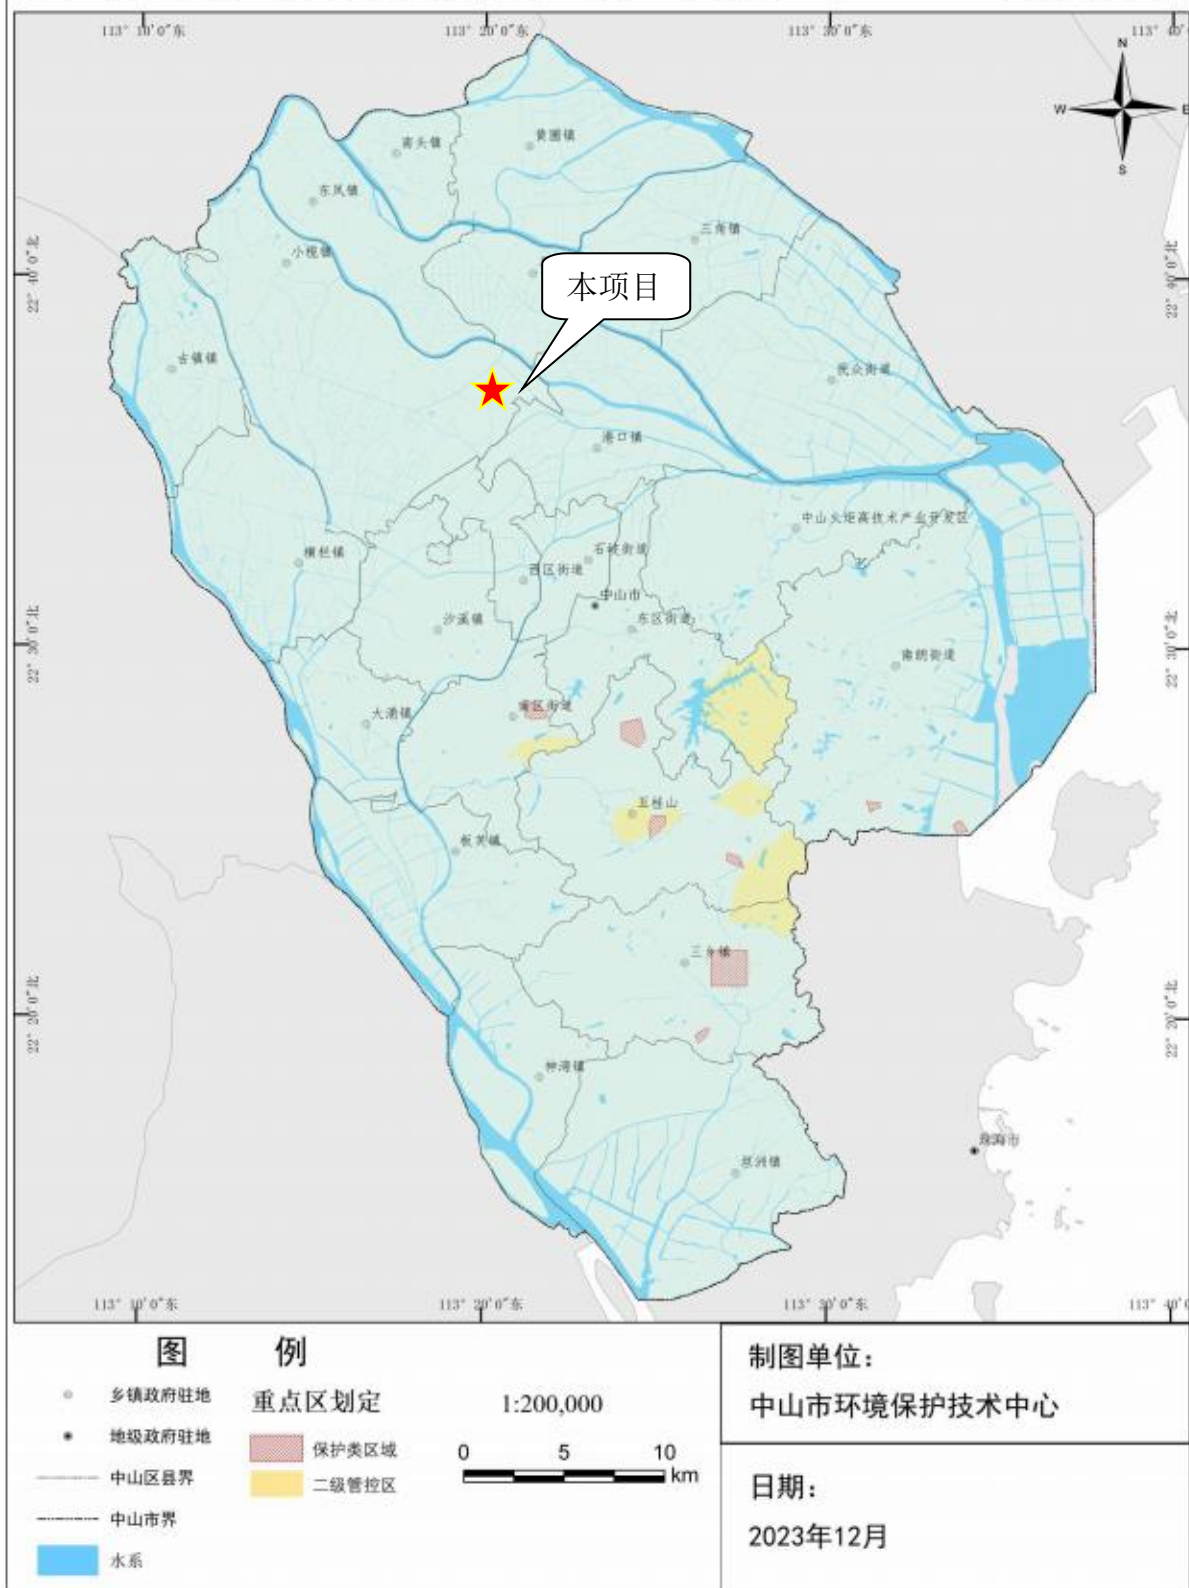 113° 10′0″东
113° 20′0″东
113° 30′0″东
113° 40′0″东
N
W
E
S
南头镇
黄圃镇
东凤镇
三角镇
小榄镇
22° 40′0″北
22° 40′0″北
本项目
古镇镇
民众街道
港口镇
中山火炬高技术产业开发区
横栏镇
石岐街道
西区街道
中山市
沙溪镇
东区街道
22° 30′0″北
22° 30′0″北
南朗街道
大涌镇
南区街道
五桂山
板芙镇
三乡镇
22° 20′0″北
22° 20′0″北
神湾镇
珠海市
坦洲镇
113° 10′0″东
113° 20′0″东
113° 30′0″东
113° 40′0″
图 例
乡镇政府驻地
地级政府驻地
中山区县界
中山市界
水系
重点区划定
保护类区域
二级管控区
1:200,000
0 5 10
km
制图单位：
中山市环境保护技术中心
日期：
2023年12月